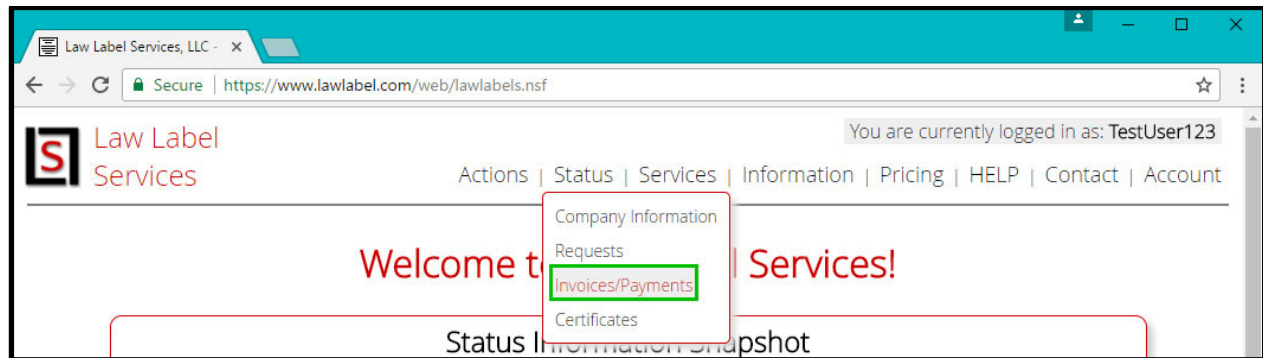 Law Label Services, LLC -
Secure | https://www.lawlabel.com/web/lawlabels.nsf
You are currently logged in as: TestUser123
S
Law Label
Services
Actions | Status | Services | Information | Pricing | HELP | Contact | Account
Company Information
Requests
Invoices/Payments
Certificates
Welcome Services!
Status